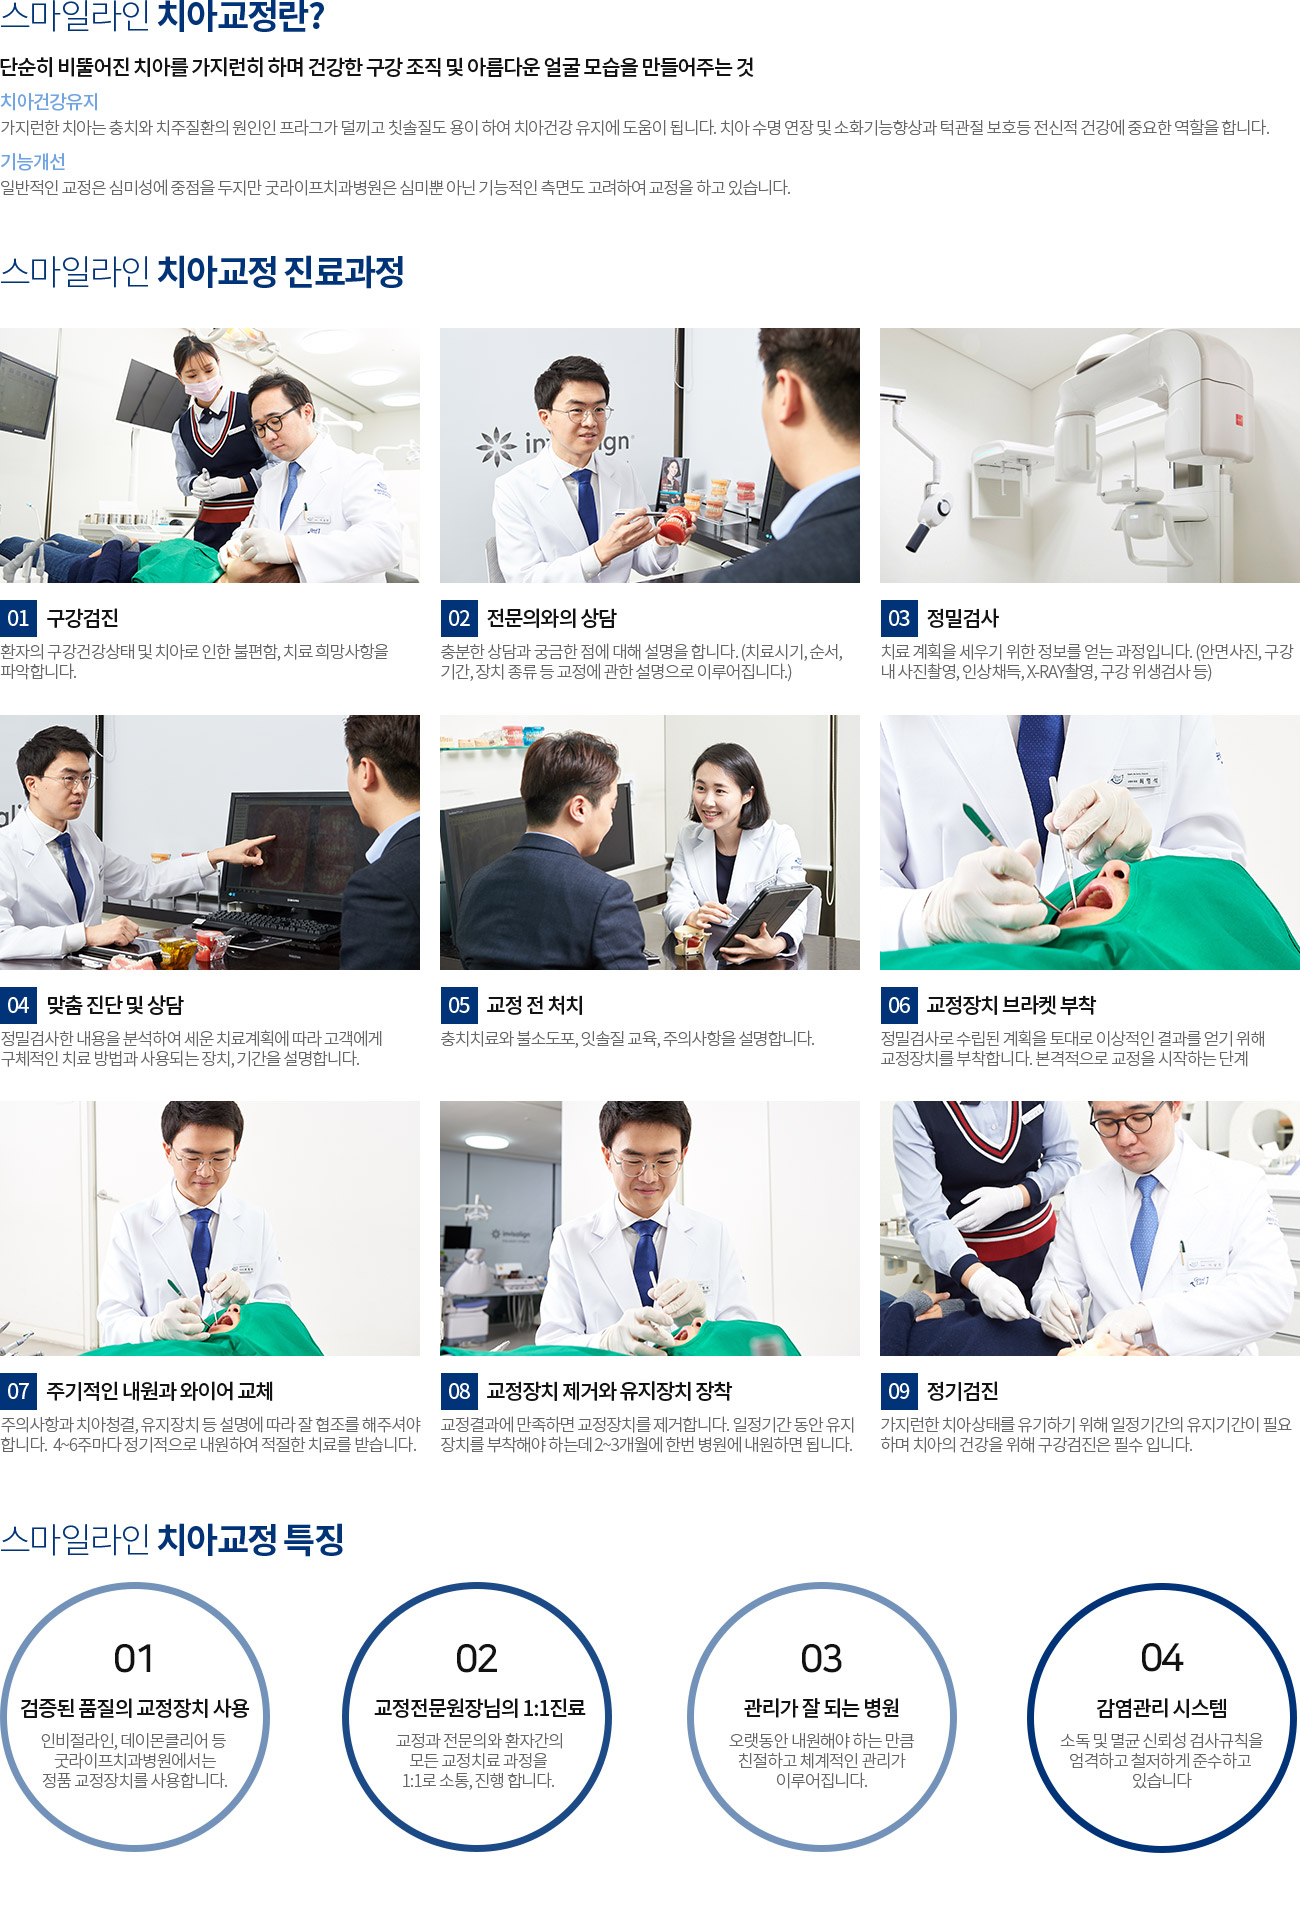 스마일라인 치아교정란?
단순히 비뚤어진 치아를 가지런히 하며 건강한 구강 조직 및 아름다운 얼굴 모습을 만들어주는 것
치아건강유지
가지런한 치아는 충치와 치주질환의 원인인 프라그가 덜끼고 칫솔질도 용이 하여 치아건강 유지에 도움이 됩니다. 치아 수명 연장 및 소화기능향상과 턱관절 보호등 전신적 건강에 중요한 역할을 합니다.
기능개선
일반적인 교정은 심미성에 중점을 두지만 굿라이프치과병원은 심미뿐 아닌 기능적인 측면도 고려하여 교정을 하고 있습니다.
스마일라인 치아교정 진료과정
invisalign
01 구강검진
환자의 구강건강상태 및 치아로 인한 불편함, 치료 희망사항을
파악합니다.
02 전문의와의 상담
충분한 상담과 궁금한 점에 대해 설명을 합니다. (치료시기, 순서,
기간, 장치 종류 등 교정에 관한 설명으로 이루어집니다.)
03 정밀검사
치료 계획을 세우기 위한 정보를 얻는 과정입니다. (안면사진, 구강
내 사진촬영, 인상채득, X-RAY촬영, 구강 위생검사 등)
04 맞춤 진단 및 상담
정밀검사한 내용을 분석하여 세운 치료계획에 따라 고객에게
구체적인 치료 방법과 사용되는 장치, 기간을 설명합니다.
05 교정 전 처치
충치치료와 불소도포, 잇솔질 교육, 주의사항을 설명합니다.
06 교정장치 브라켓 부착
정밀검사로 수립된 계획을 토대로 이상적인 결과를 얻기 위해
교정장치를 부착합니다. 본격적으로 교정을 시작하는 단계
invisalign
07 주기적인 내원과 와이어 교체
주의사항과 치아청결, 유지장치 등 설명에 따라 잘 협조를 해주셔야
합니다. 4~6주마다 정기적으로 내원하여 적절한 치료를 받습니다.
08 교정장치 제거와 유지장치 장착
교정결과에 만족하면 교정장치를 제거합니다. 일정기간 동안 유지
장치를 부착해야 하는데 2~3개월에 한번 병원에 내원하면 됩니다.
09 정기검진
가지런한 치아상태를 유기하기 위해 일정기간의 유지기간이 필요
하며 치아의 건강을 위해 구강검진은 필수 입니다.
스마일라인 치아교정 특징
01
검증된 품질의 교정장치 사용
인비절라인, 데이몬클리어 등
굿라이프치과병원에서는
정품 교정장치를 사용합니다.
02
교정전문원장님의 1:1진료
교정과 전문의와 환자간의
모든 교정치료 과정을
1:1로 소통, 진행 합니다.
03
관리가 잘 되는 병원
오랫동안 내원해야 하는 만큼
친절하고 체계적인 관리가
이루어집니다.
04
감염관리 시스템
소독 및 멸균 신뢰성 검사규칙을
엄격하고 철저하게 준수하고
있습니다